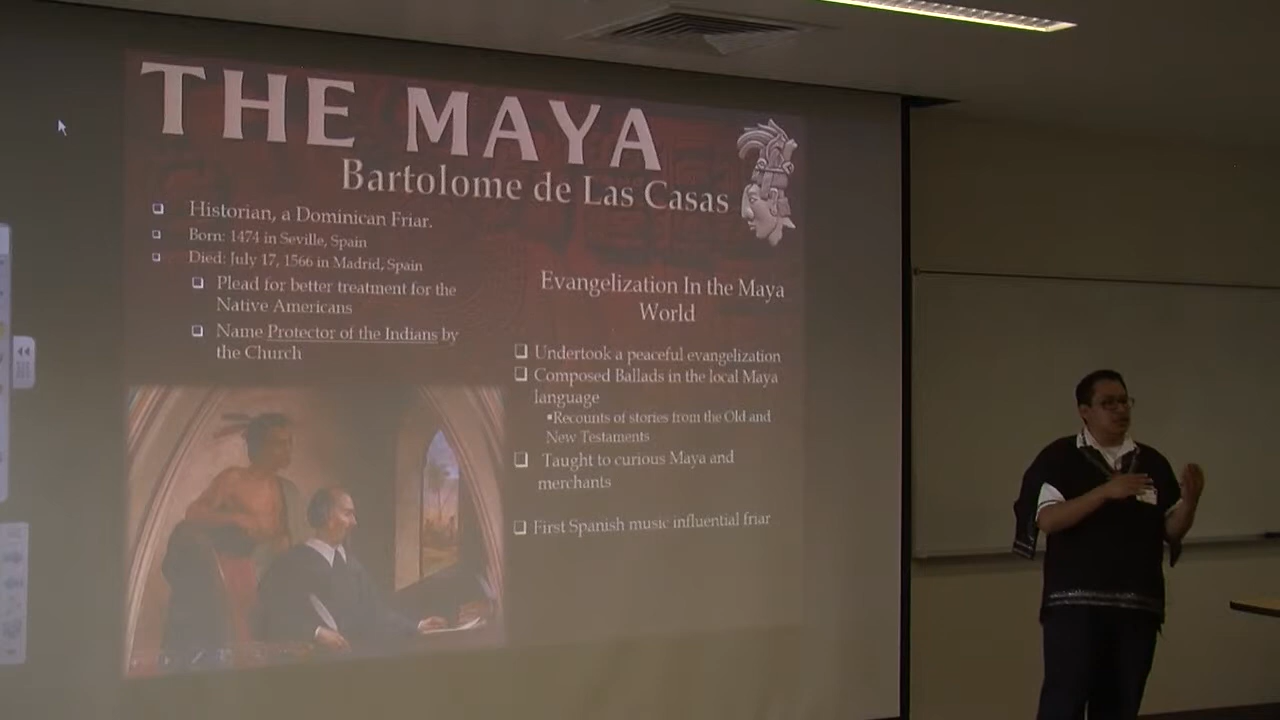 THE MAYA
Bartolome de Las Casas
Historian, a Dominican Friar.
Born: 1474 in Seville, Spain
Died: July 17, 1566 in Madrid, Spain
Plead for better treatment for the
Native Americans
Name Protector of the Indians by
the Church
Evangelization In the Maya
World
Undertook a peaceful evangelization
Composed Ballads in the local Maya
language
Recounts of stories from the Old and
New Testaments
Taught to curious Maya and
merchants
First Spanish music influential friar